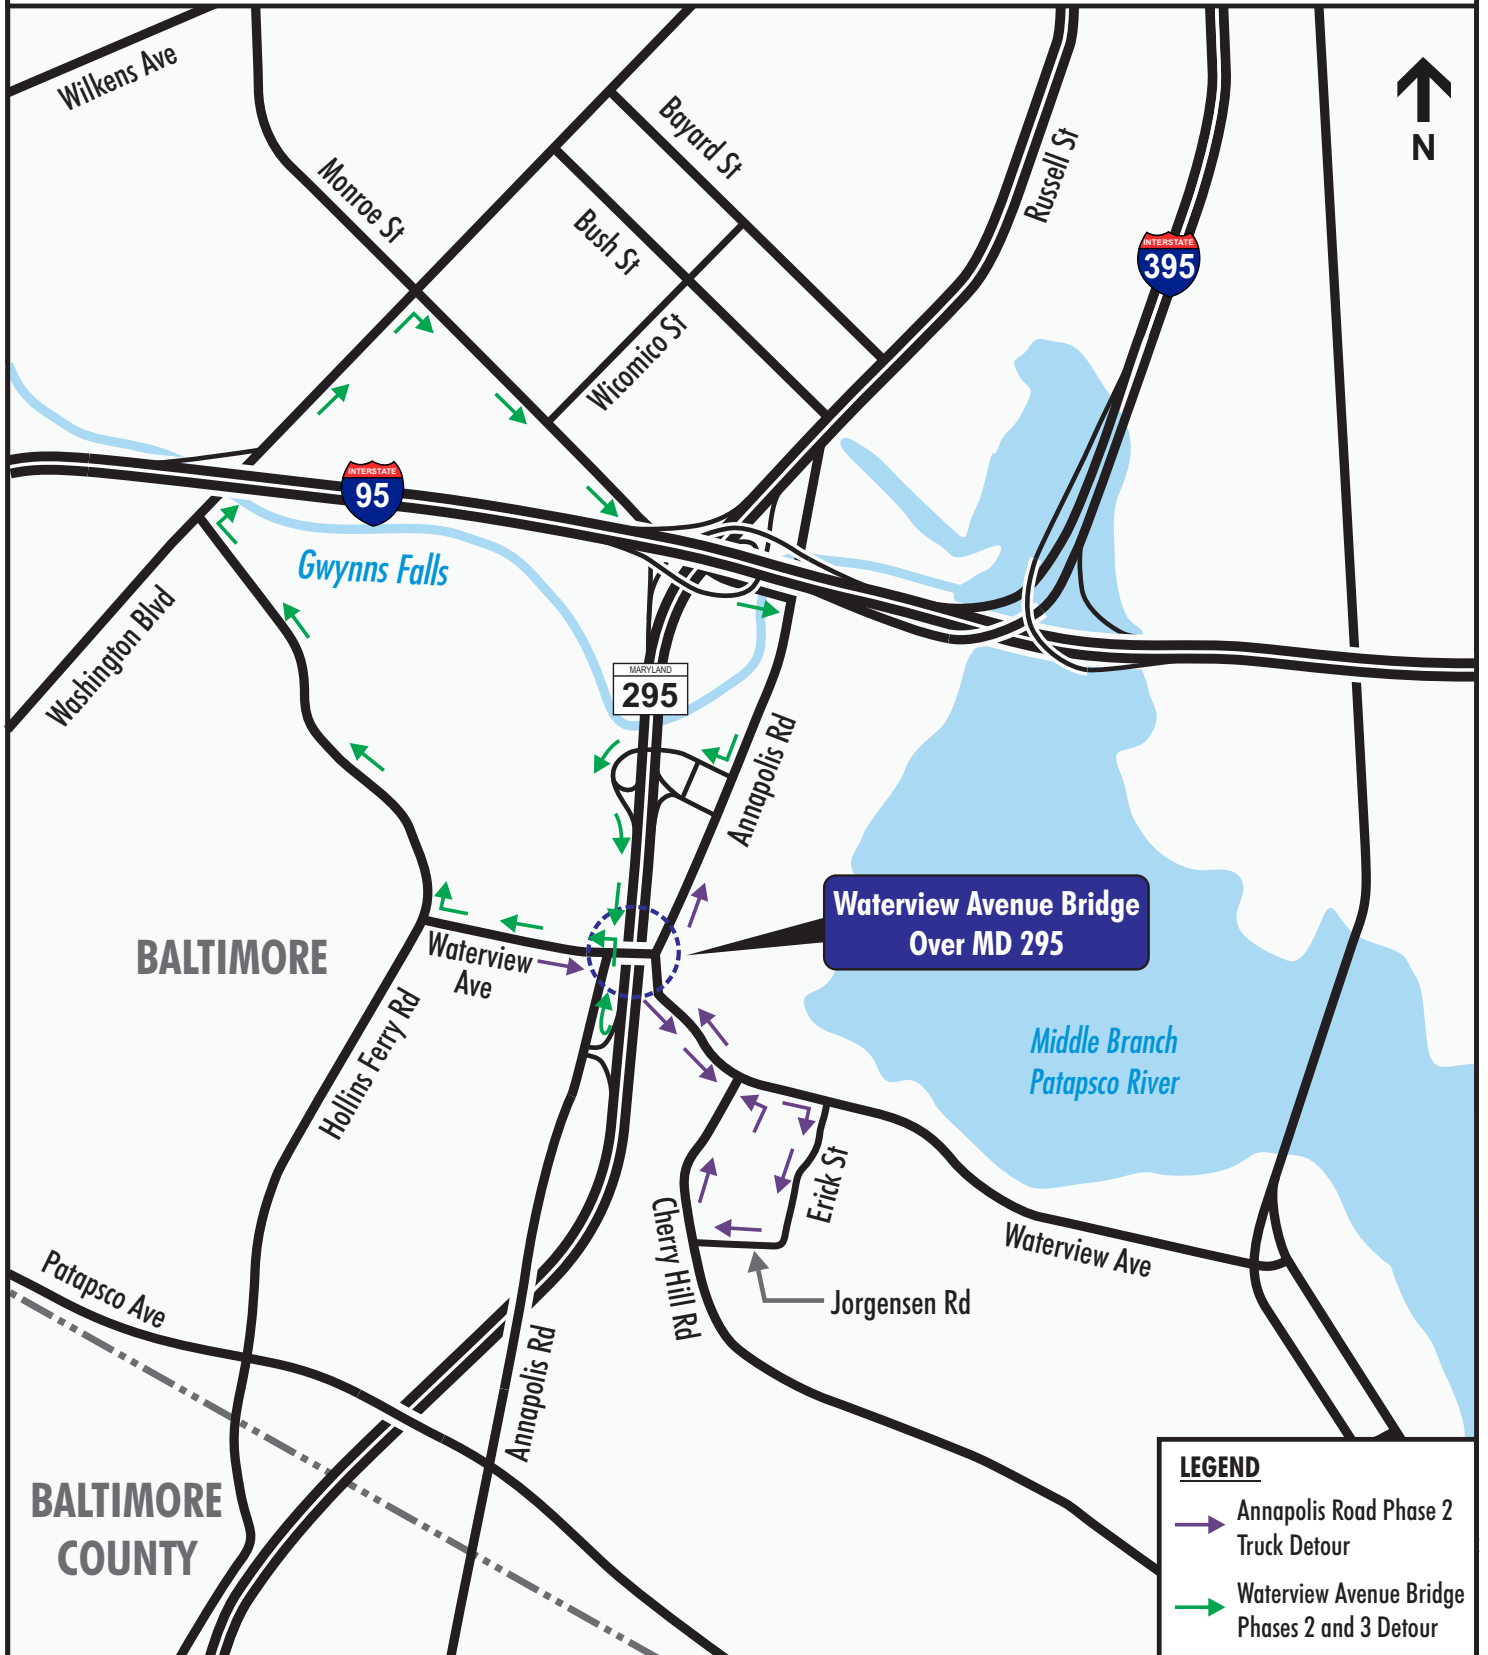 Wilkens Ave
Monroe St
Bayard St
Bush St
Wicomico St
Russell St
N
INTERSTATE
395
INTERSTATE
95
Gwynns Falls
Washington Blvd
MARYLAND
295
Annapolis Rd
Waterview Avenue Bridge
Over MD 295
BALTIMORE
Waterview
Ave
Hollins Ferry Rd
Middle Branch
Patapsco River
Erick St
Cherry Hill Rd
Waterview Ave
Jorgensen Rd
Patapsco Ave
Annapolis Rd
BALTIMORE
COUNTY
LEGEND
Annapolis Road Phase 2
Truck Detour
Waterview Avenue Bridge
Phases 2 and 3 Detour